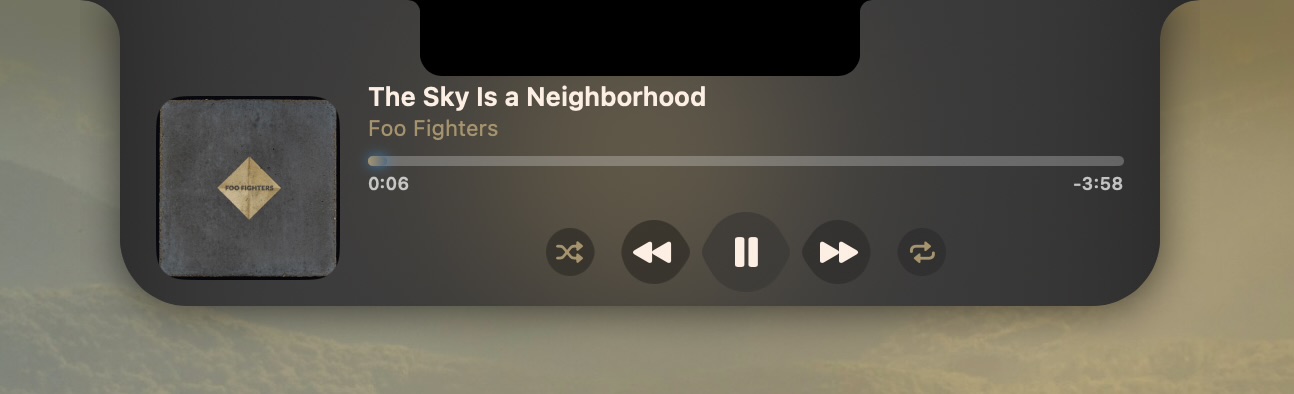 The Sky Is a Neighborhood
Foo Fighters
FOO FIGHTERS
0:06
-3:58